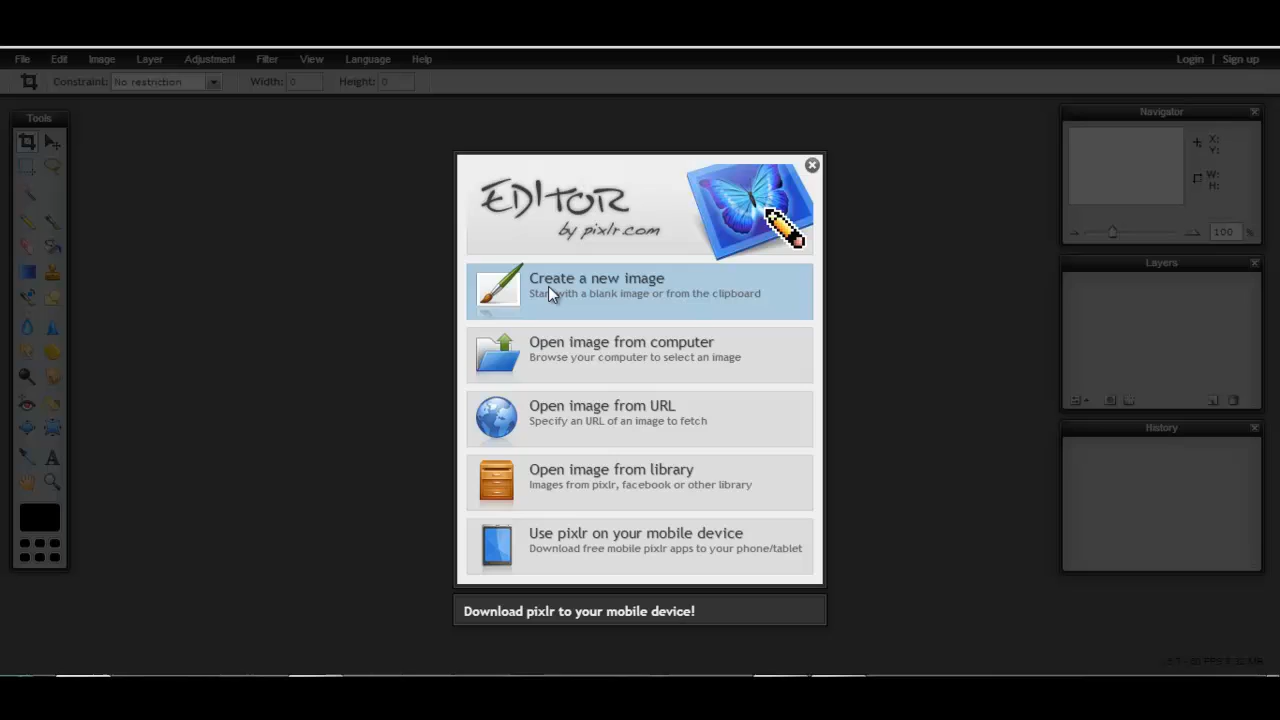 File Edit Image Layer Adjustment Filter View Language Help Login | Sign up
Constraint: No restriction Width: 0 Height: 0
Tools
Navigator
X:
Y:
W:
H:
100 %
Layers
History
EDITOR
by pixlr.com
Create a new image
Start with a blank image or from the clipboard
Open image from computer
Browse your computer to select an image
Open image from URL
Specify an URL of an image to fetch
Open image from library
Images from pixlr, facebook or other library
Use pixlr on your mobile device
Download free mobile pixlr apps to your phone/tablet
Download pixlr to your mobile device!